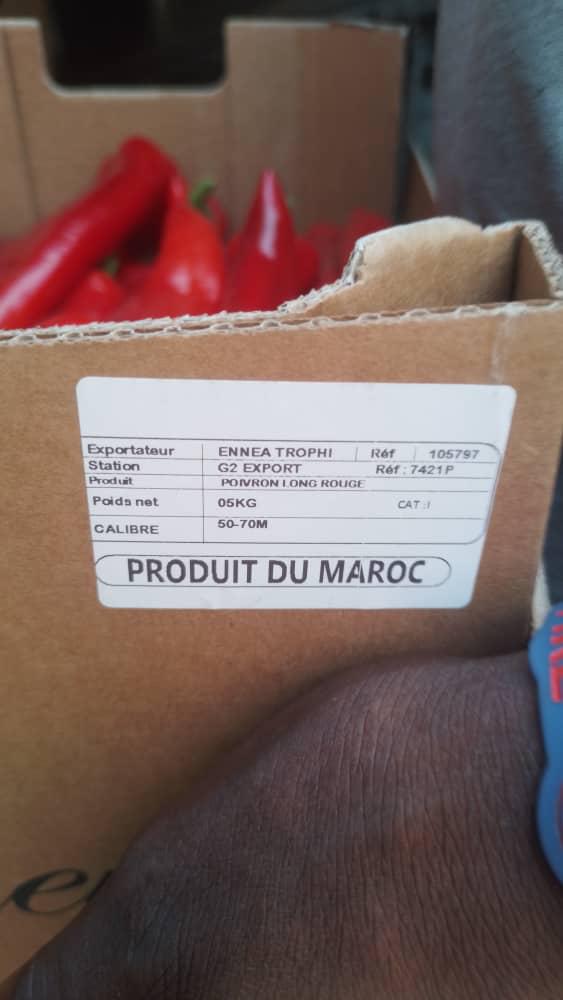 Exportateur ENNEA TROPHI Réf 105797
Station G2 EXPORT Réf : 7421P
Produit POIVRON LONG ROUGE
Poids net 05KG CAT :I
CALIBRE 50-70M
PRODUIT DU MAROC